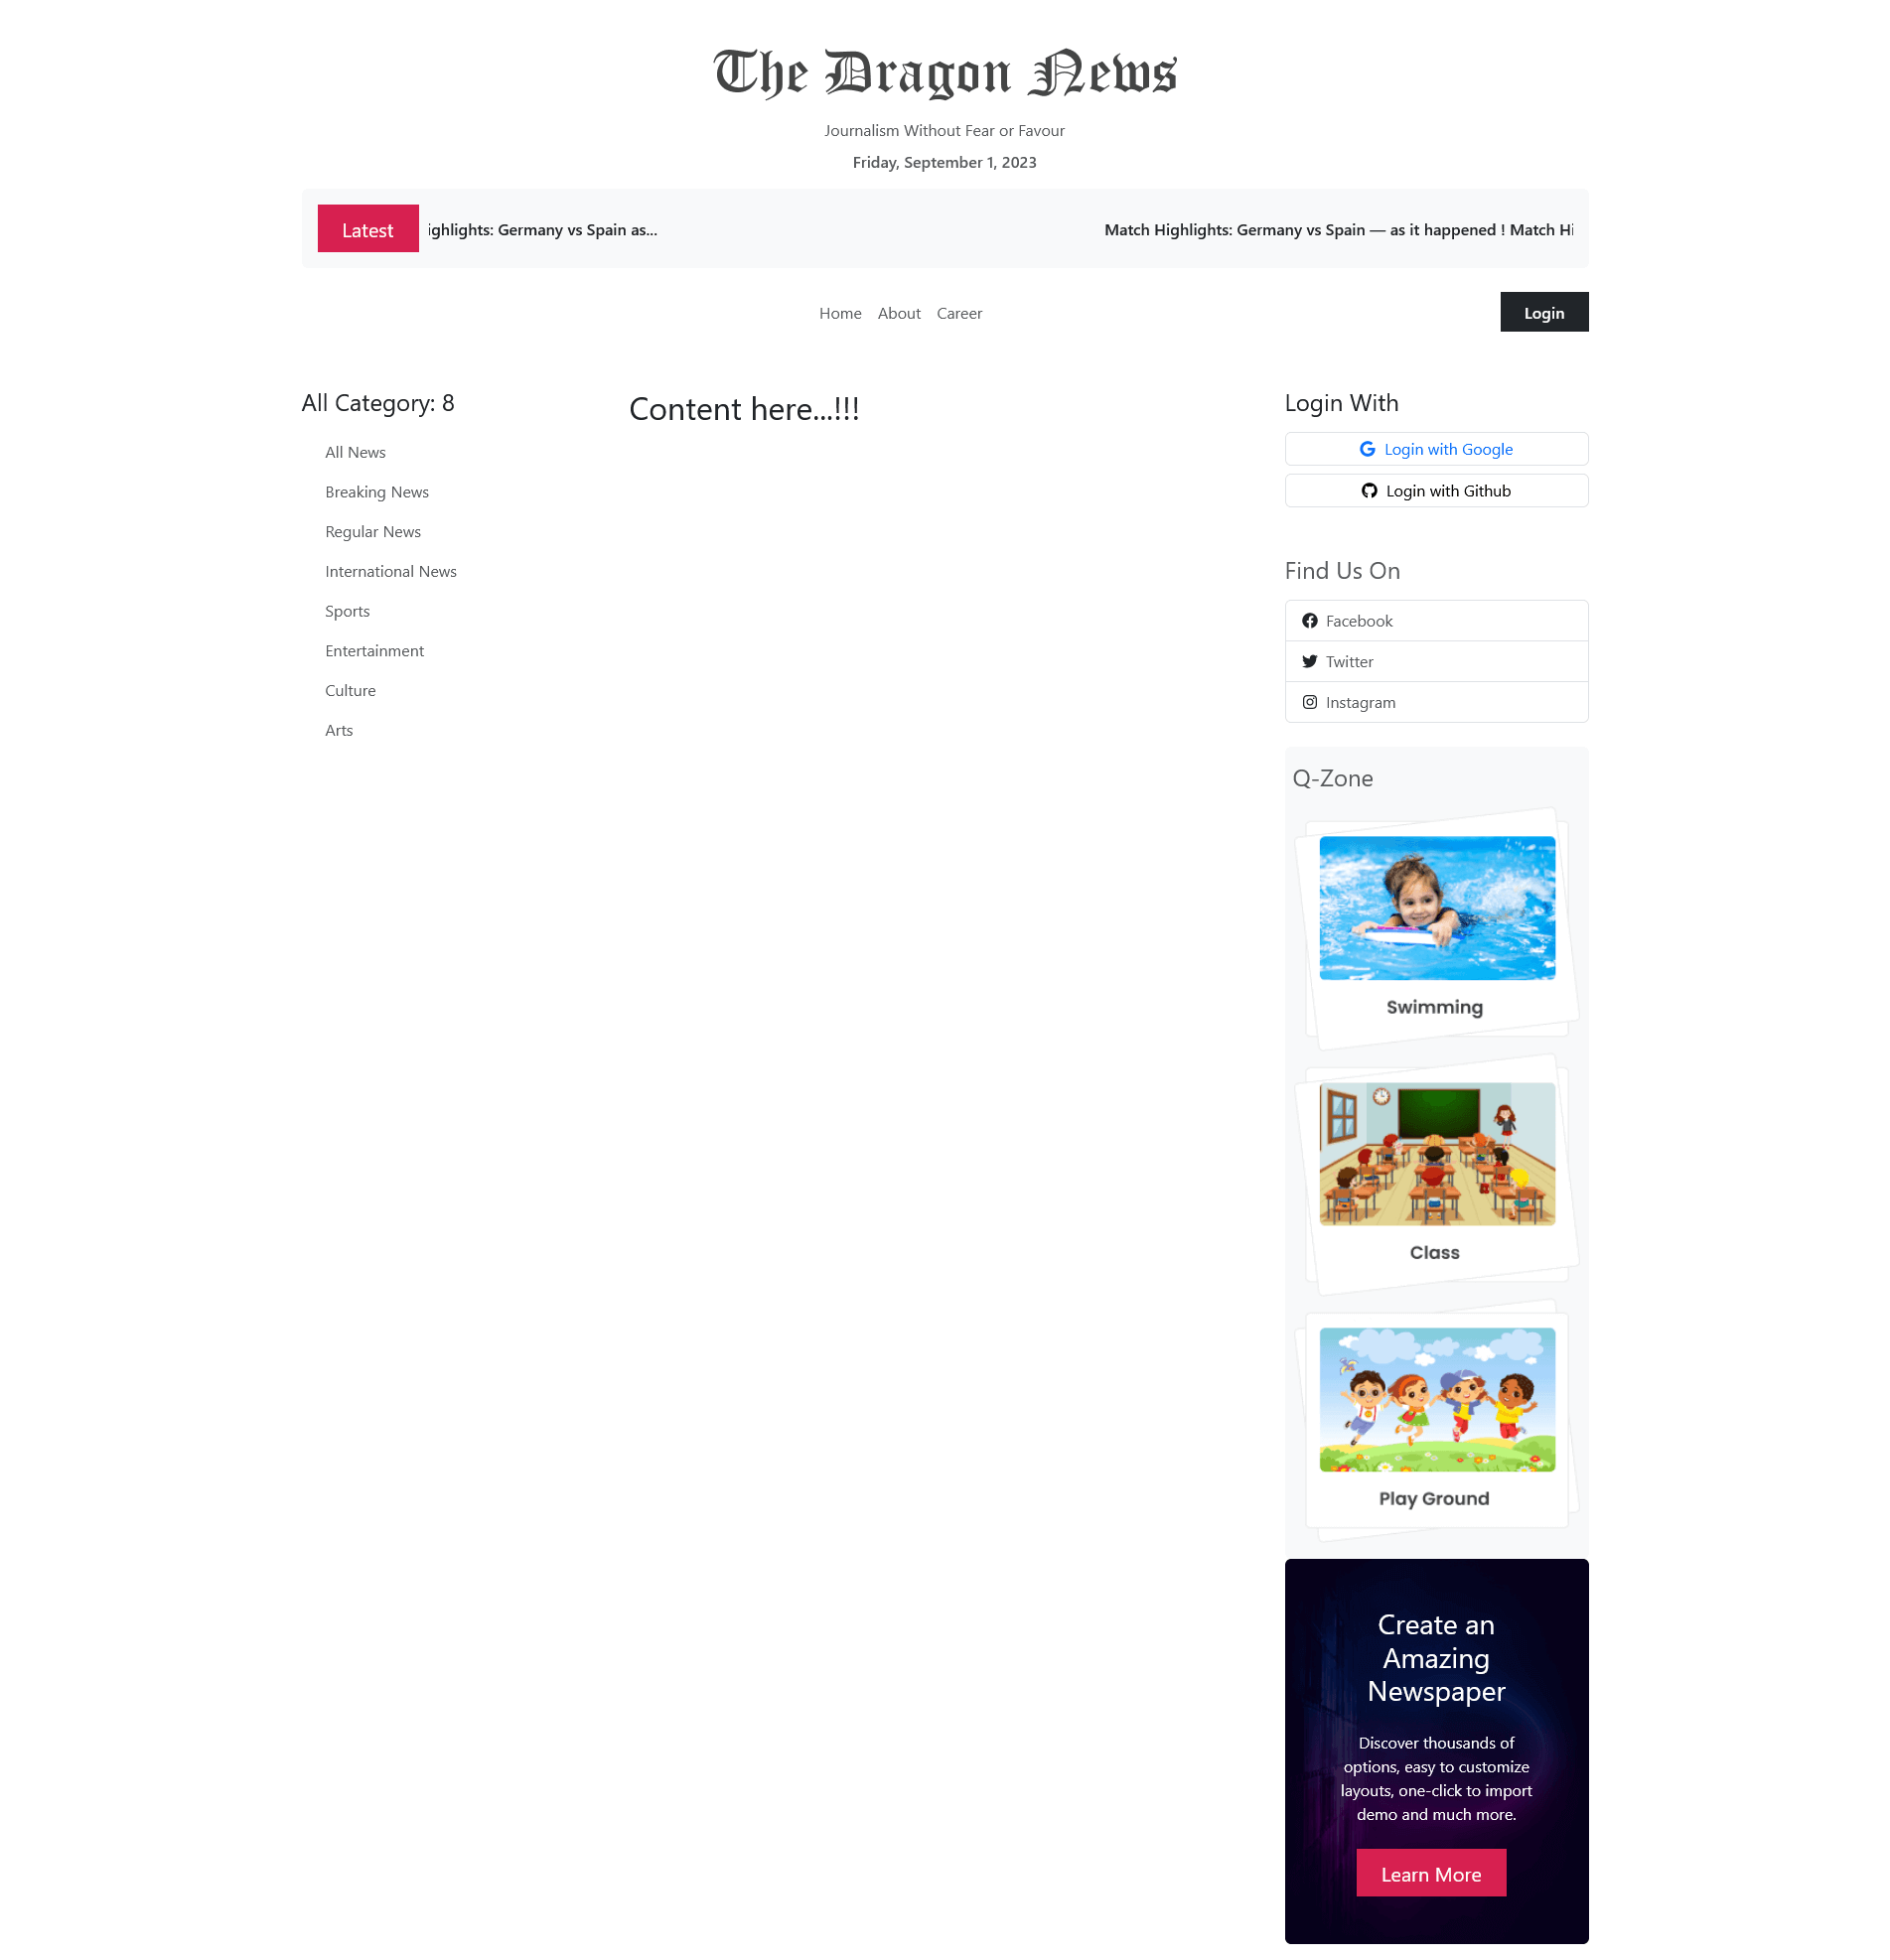 The Dragon News
Journalism Without Fear or Favour
Friday, September 1, 2023
Latest
ighlights: Germany vs Spain as...
Match Highlights: Germany vs Spain — as it happened ! Match Hi
Home About Career
Login
All Category: 8
All News
Breaking News
Regular News
International News
Sports
Entertainment
Culture
Arts
Content here...!!!
Login With
Login with Google
Login with Github
Find Us On
Facebook
Twitter
Instagram
Q-Zone
Swimming
Class
Play Ground
Create an
Amazing
Newspaper
Discover thousands of
options, easy to customize
layouts, one-click to import
demo and much more.
Learn More